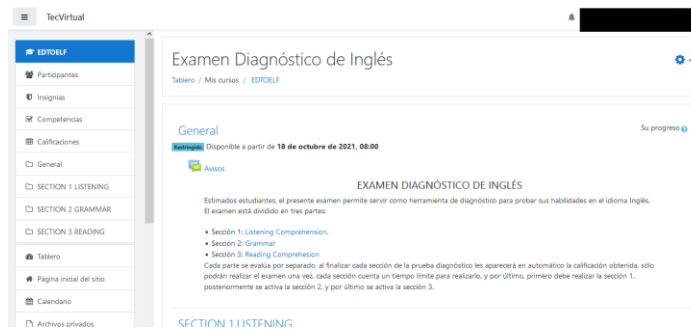 TecVirtual
EDTOELF
Participantes
Insignias
Competencias
Calificaciones
General
SECTION 1 LISTENING
SECTION 2 GRAMMAR
SECTION 3 READING
Tablero
Página inicial del sitio
Calendario
Archivos privados
Examen Diagnóstico de Inglés
Tablero / Mis cursos / EDTOELF
General
Su progreso
Restringido Disponible a partir de 18 de octubre de 2021, 08:00
Avisos
EXAMEN DIAGNÓSTICO DE INGLÉS
Estimados estudiantes, el presente examen permite servir como herramienta de diagnóstico para probar sus habilidades en el idioma Inglés.
El examen está dividido en tres partes:
• Sección 1: Listening Comprehension.
• Sección 2: Grammar
• Sección 3: Reading Comprehesion
Cada parte se evalúa por separado, al finalizar cada sección de la prueba diagnóstico les aparecerá en automático la calificación obtenida, sólo
podrán realizar el examen una vez, cada sección cuenta un tiempo límite para realizarlo, y por último, primero debe realizar la sección 1,
posteriormente se activa la sección 2, y por último se activa la sección 3.
SECTION 1 LISTENING